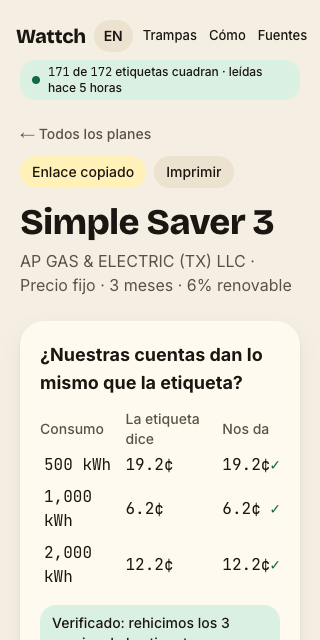 Wattch EN Trampas Cómo Fuentes
171 de 172 etiquetas cuadran · leídas
hace 5 horas
← Todos los planes
Enlace copiado Imprimir
Simple Saver 3
AP GAS & ELECTRIC (TX) LLC ·
Precio fijo · 3 meses · 6% renovable
¿Nuestras cuentas dan lo
mismo que la etiqueta?
Consumo La etiqueta dice Nos da
500 kWh 19.2¢ 19.2¢✓
1,000 kWh 6.2¢ 6.2¢ ✓
2,000 kWh 12.2¢ 12.2¢✓
Verificado: rehicimos los 3